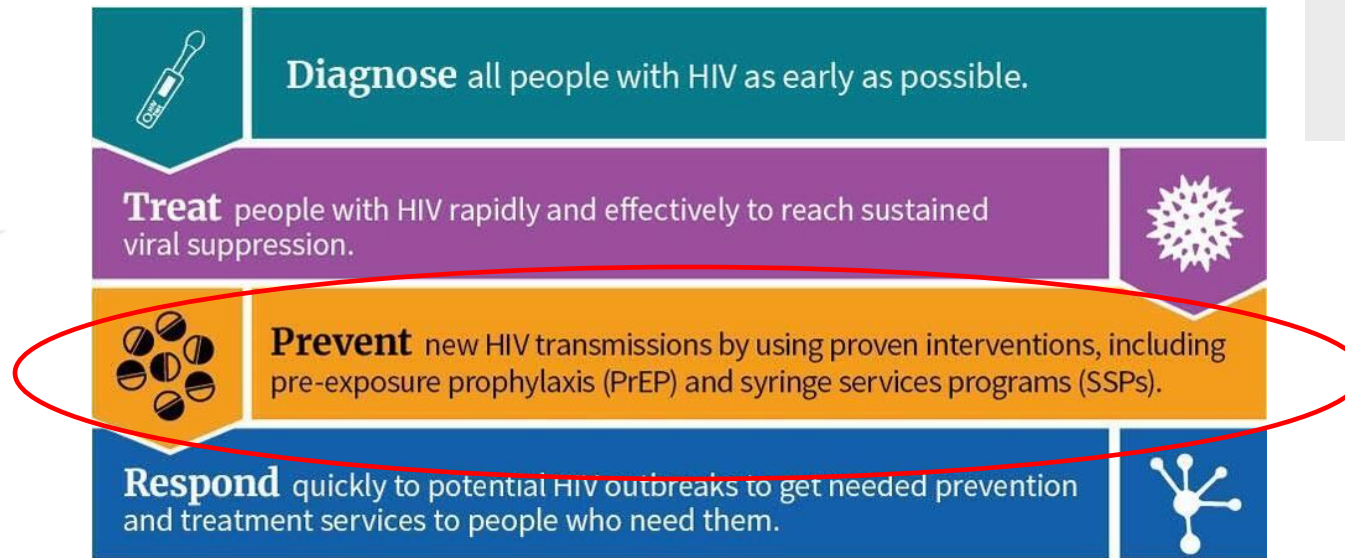 Diagnose all people with HIV as early as possible.
Treat people with HIV rapidly and effectively to reach sustained
viral suppression.
Prevent new HIV transmissions by using proven interventions, including
pre-exposure prophylaxis (PrEP) and syringe services programs (SSPs).
Respond quickly to potential HIV outbreaks to get needed prevention
and treatment services to people who need them.